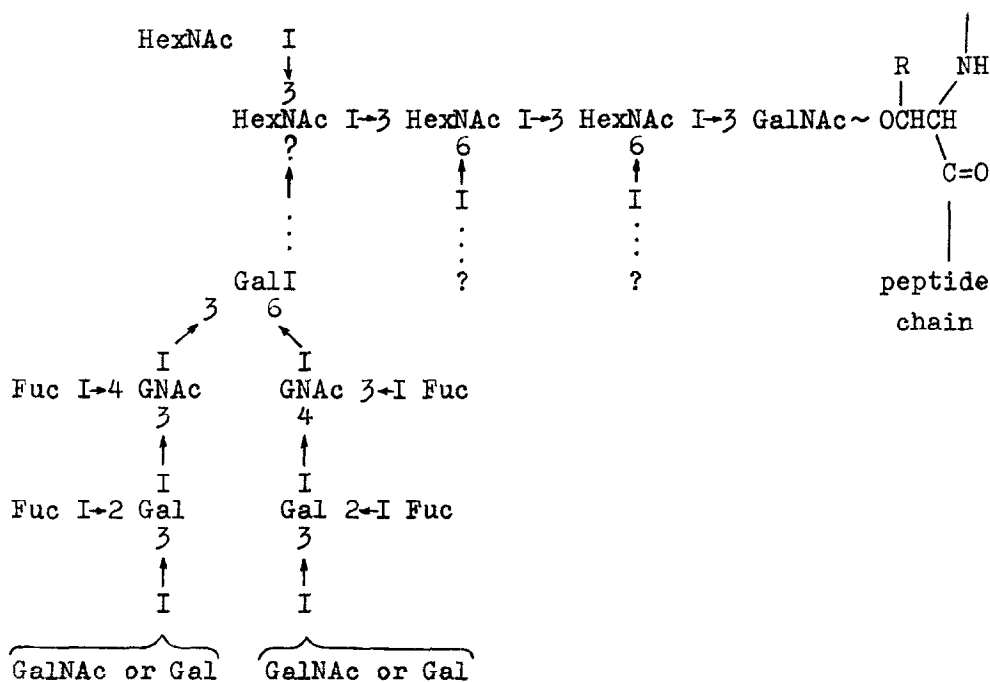 HexNAc I
3 R NH
HexNAc I→3 HexNAc I→3 HexNAc I→3 GalNAc~ OCHCH
? 6 6
C=O
I I
GalI ? ? peptide
3 6 chain
I I
Fuc I→4 GNAc GNAc 3←I Fuc
3 4
I I
Fuc I→2 Gal Gal 2←I Fuc
3 3
I I
GalNAc or Gal GalNAc or Gal